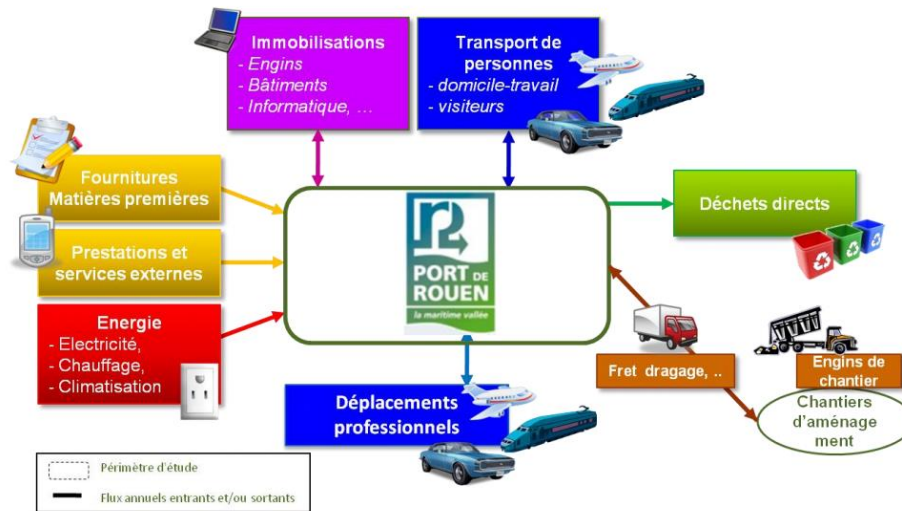 Immobilisations
- Engins
- Bâtiments
- Informatique, ...
Transport de
personnes
- domicile-travail
- visiteurs
Fournitures
Matières premières
Prestations et
services externes
Energie
- Electricité,
- Chauffage,
- Climatisation
PORT DE
ROUEN
la maritime vallée
Déchets directs
Fret dragage, ..
Engins de
chantier
Chantiers
d'aménage
ment
Déplacements
professionnels
Périmètre d'étude
Flux annuels entrants et/ou sortants